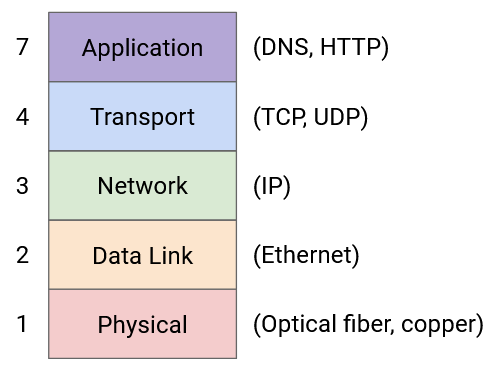 7 Application (DNS, HTTP)
4 Transport (TCP, UDP)
3 Network (IP)
2 Data Link (Ethernet)
1 Physical (Optical fiber, copper)